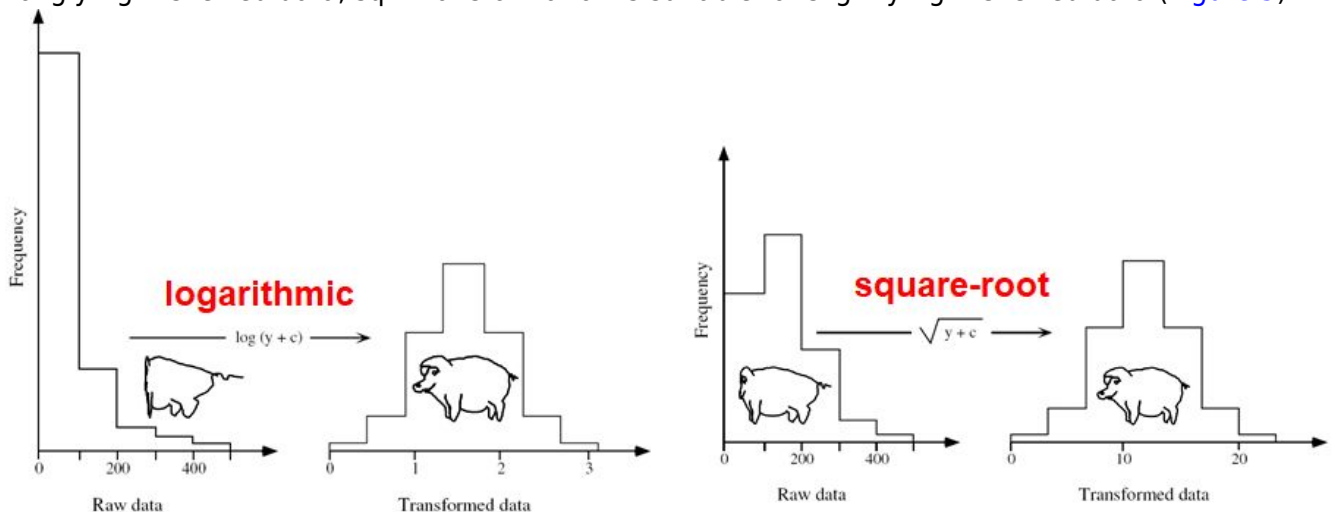 Frequency
logarithmic
log (y + c)
0 200 400
Raw data
0 1 2 3
Transformed data
Frequency
square-root
√y + c
0 200 400
Raw data
0 10 20
Transformed data